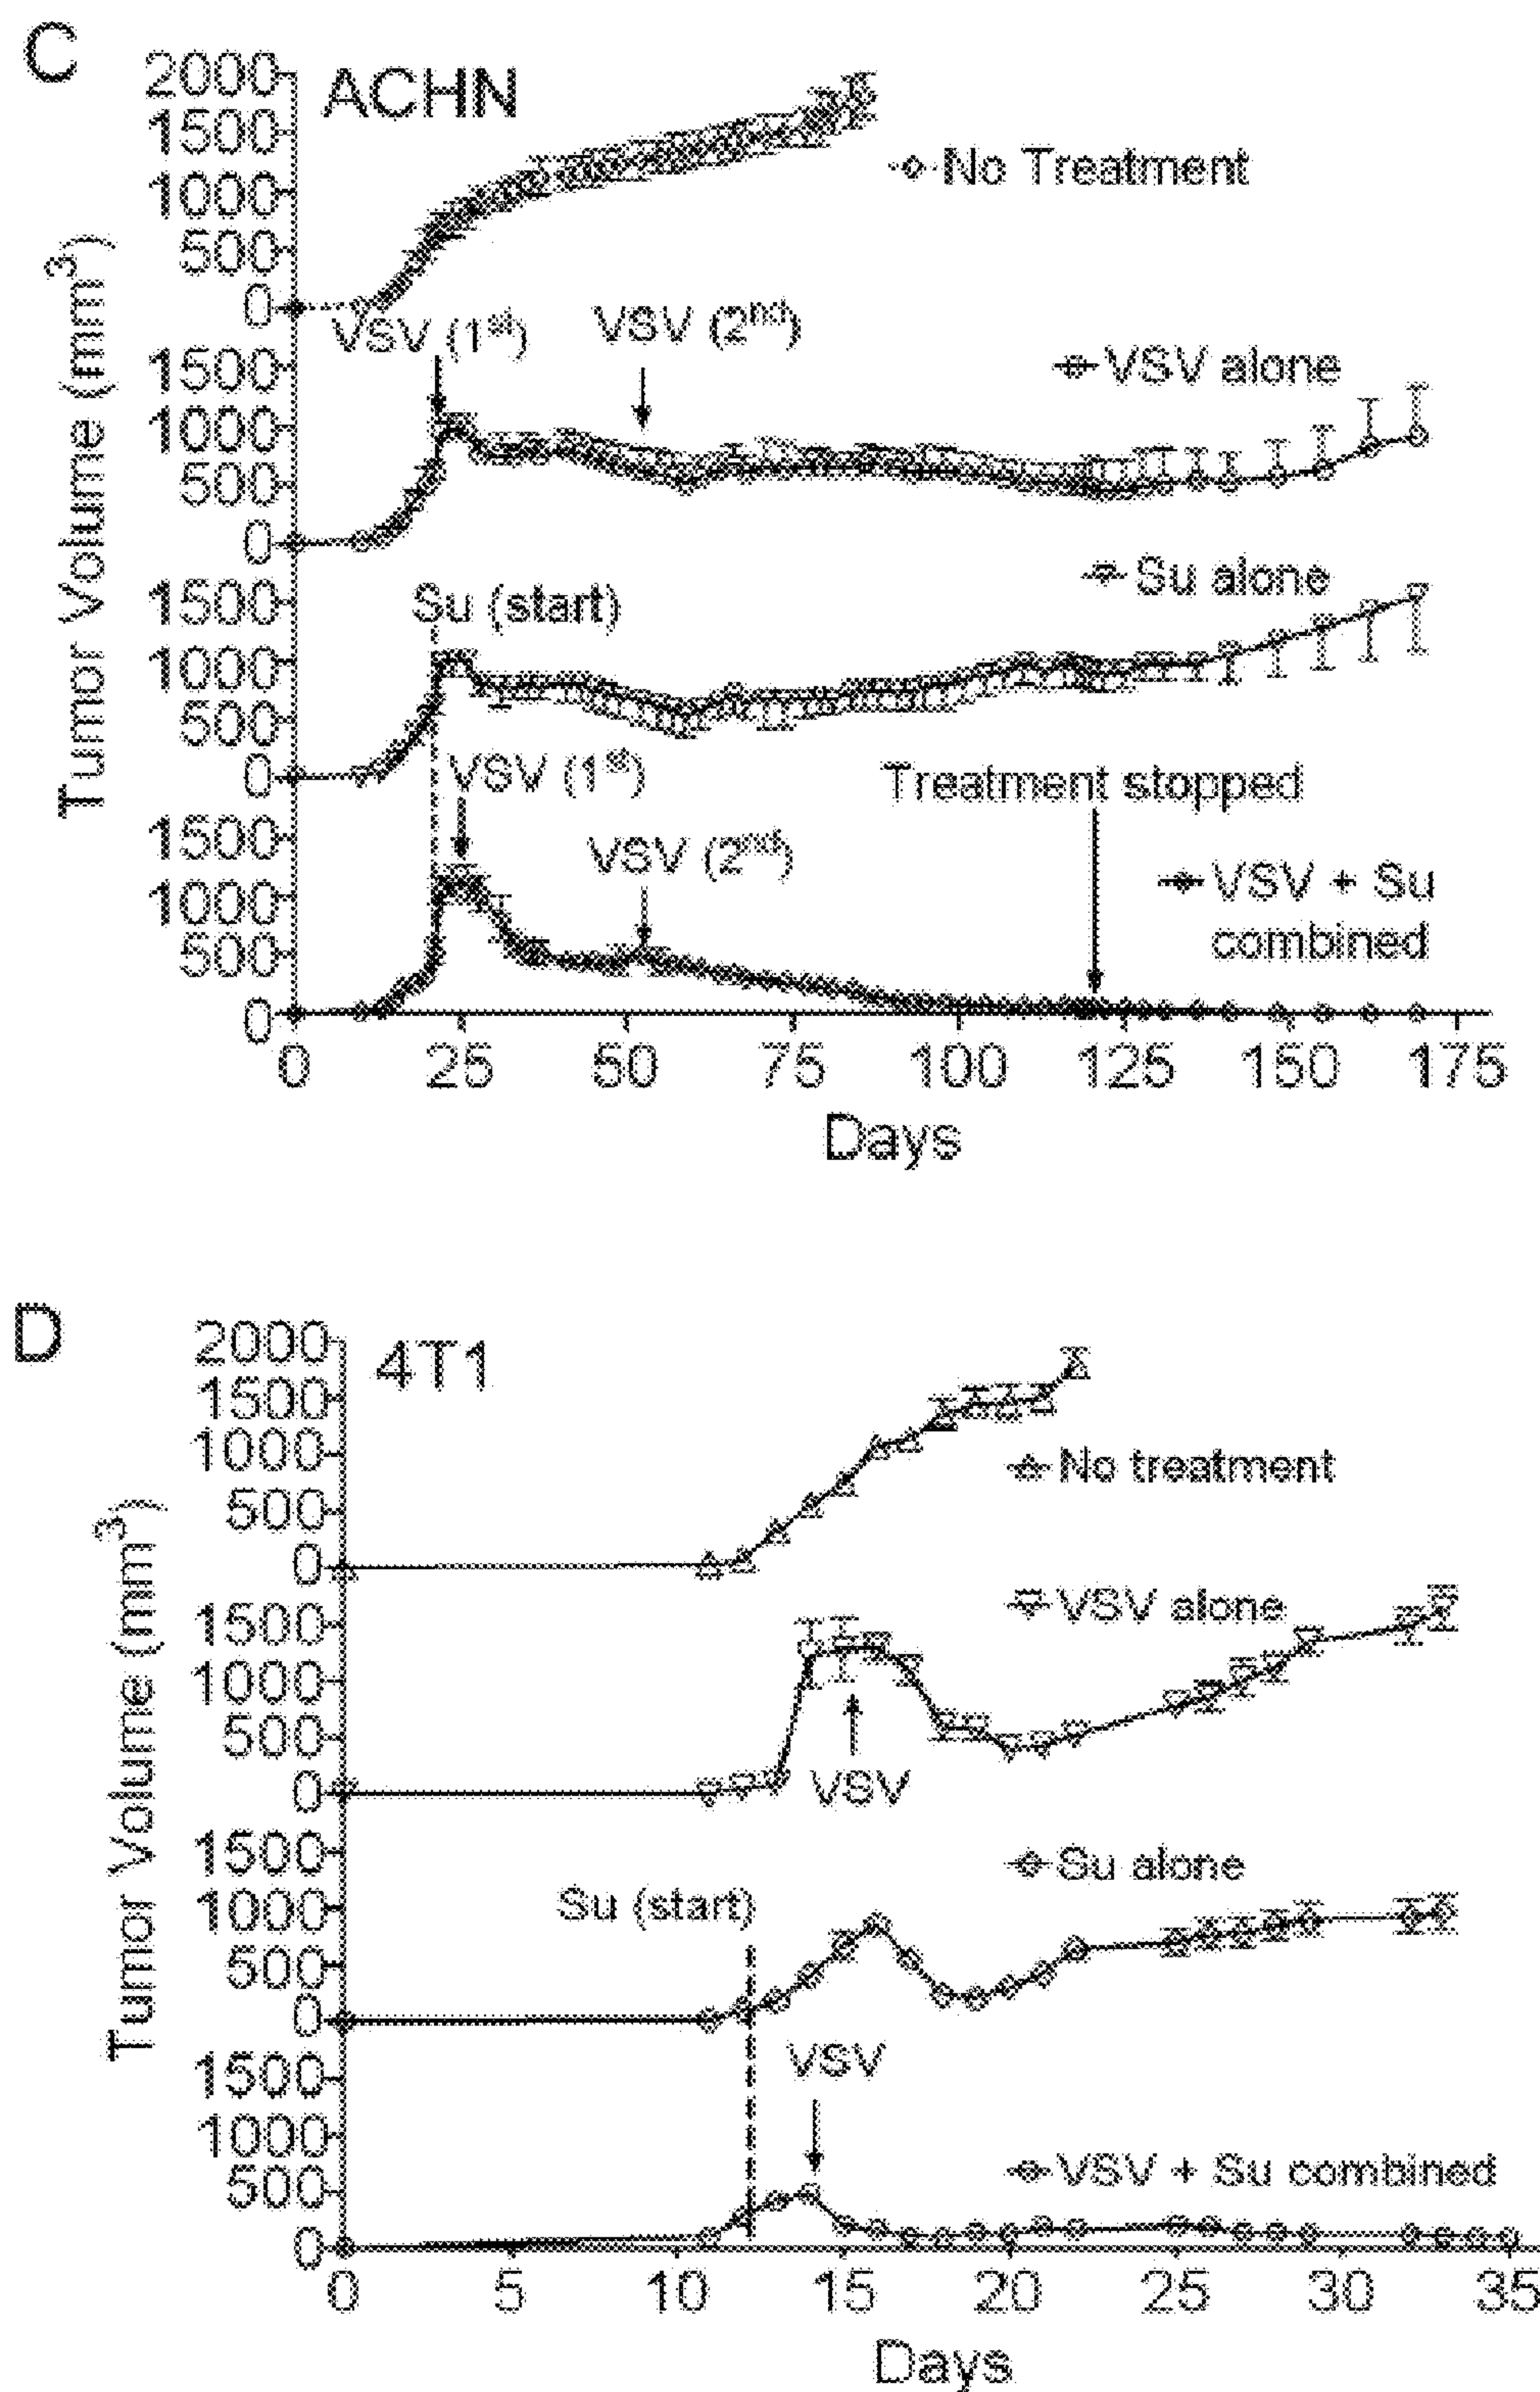 C
ACHN
2000
1500
1000
500
0
No Treatment
VSV (1st)
VSV (2nd)
VSV alone
1500
1000
500
0
Su alone
Su (start)
1500
1000
500
0
VSV (1st)
Treatment stopped
VSV (2nd)
VSV + Su
combined
1500
1000
500
0
Tumor Volume (mm3)
0 25 50 75 100 125 150 175
Days
D
4T1
2000
1500
1000
500
0
No treatment
VSV alone
1500
1000
500
0
VSV
Su alone
Su (start)
1500
1000
500
0
VSV
VSV + Su combined
1500
1000
500
0
Tumor Volume (mm3)
0 5 10 15 20 25 30 35
Days